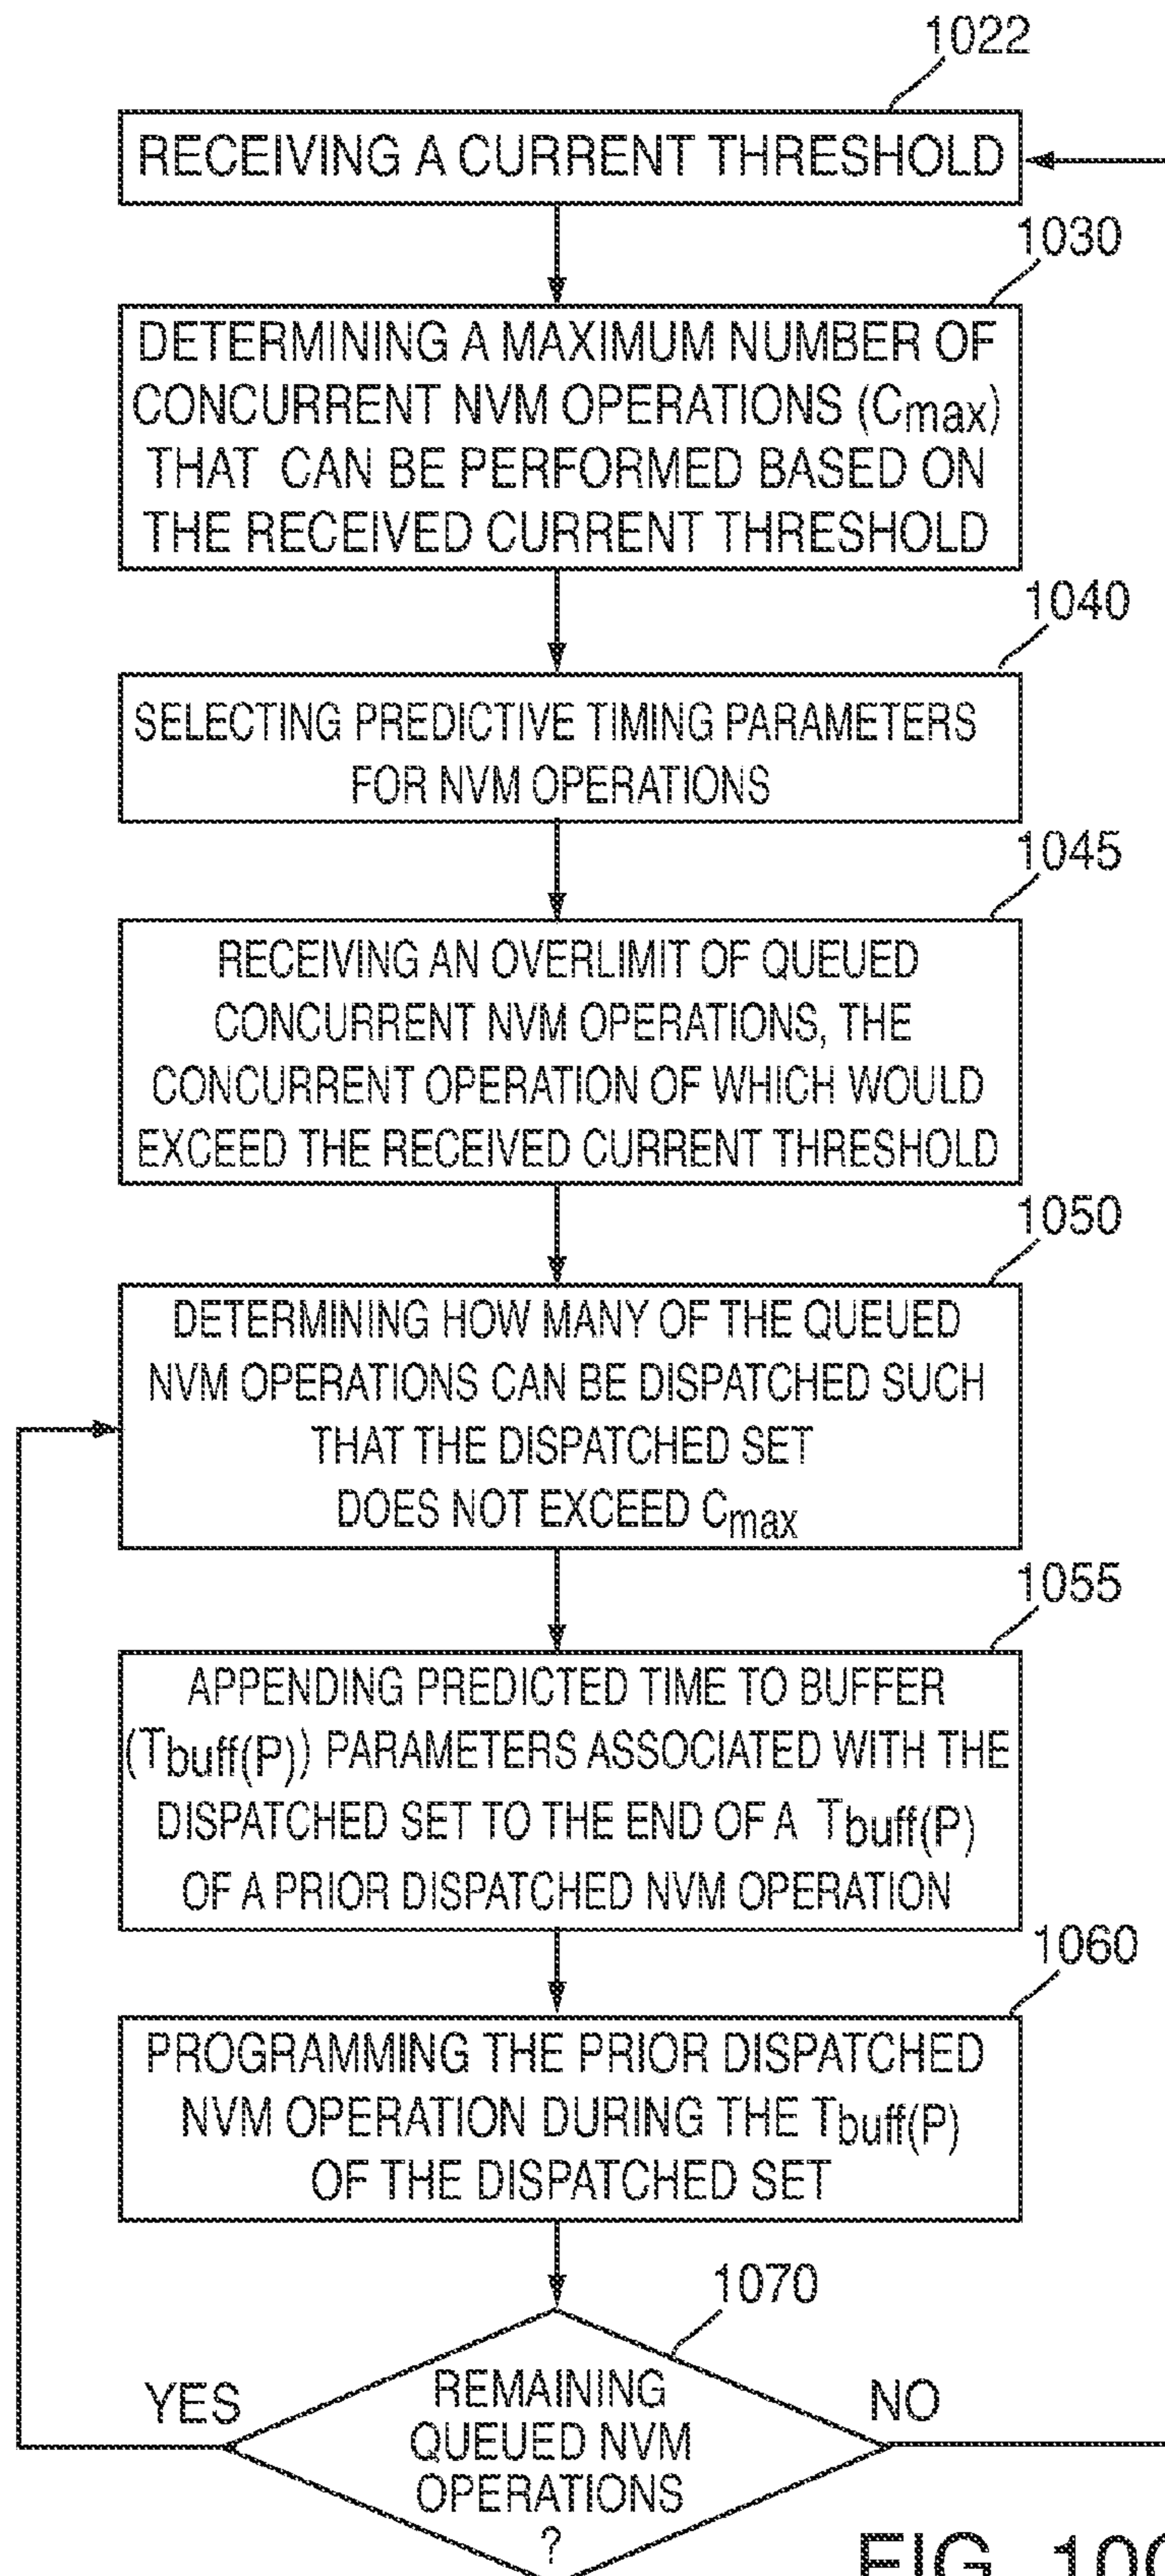 1022
RECEIVING A CURRENT THRESHOLD
1030
DETERMINING A MAXIMUM NUMBER OF
CONCURRENT NVM OPERATIONS (Cmax)
THAT CAN BE PERFORMED BASED ON
THE RECEIVED CURRENT THRESHOLD
1040
SELECTING PREDICTIVE TIMING PARAMETERS
FOR NVM OPERATIONS
1045
RECEIVING AN OVERLIMIT OF QUEUED
CONCURRENT NVM OPERATIONS, THE
CONCURRENT OPERATION OF WHICH WOULD
EXCEED THE RECEIVED CURRENT THRESHOLD
1050
DETERMINING HOW MANY OF THE QUEUED
NVM OPERATIONS CAN BE DISPATCHED SUCH
THAT THE DISPATCHED SET
DOES NOT EXCEED Cmax
1055
APPENDING PREDICTED TIME TO BUFFER
(Tbuff(P)) PARAMETERS ASSOCIATED WITH THE
DISPATCHED SET TO THE END OF A Tbuff(P)
OF A PRIOR DISPATCHED NVM OPERATION
1060
PROGRAMMING THE PRIOR DISPATCHED
NVM OPERATION DURING THE Tbuff(P)
OF THE DISPATCHED SET
1070
YES
REMAINING
QUEUED NVM
OPERATIONS
?
NO
FIG.